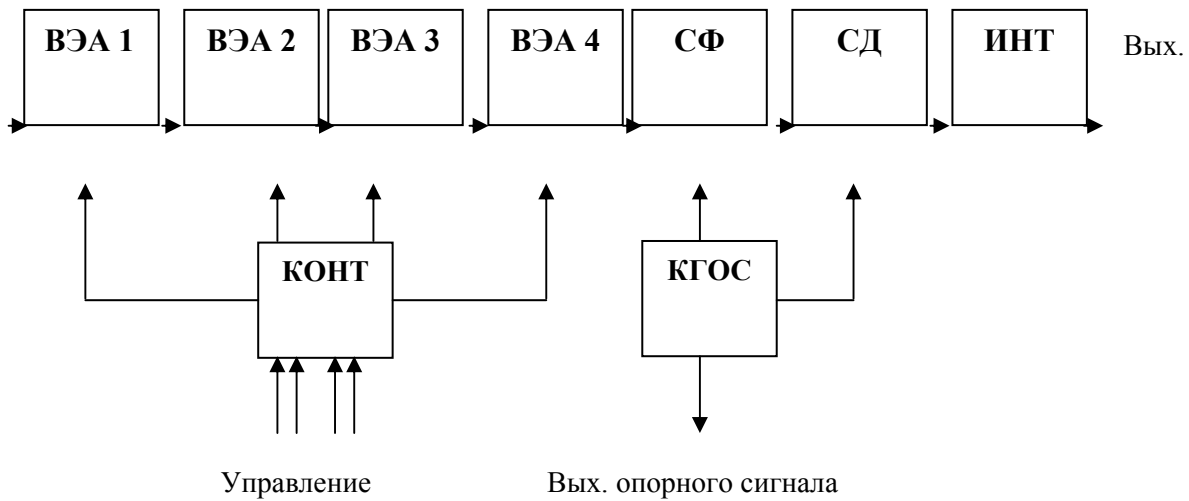 ВЭА 1 ВЭА 2 ВЭА 3 ВЭА 4 СФ СД ИНТ Вых.
КОНТ КГОС
Управление Вых. опорного сигнала